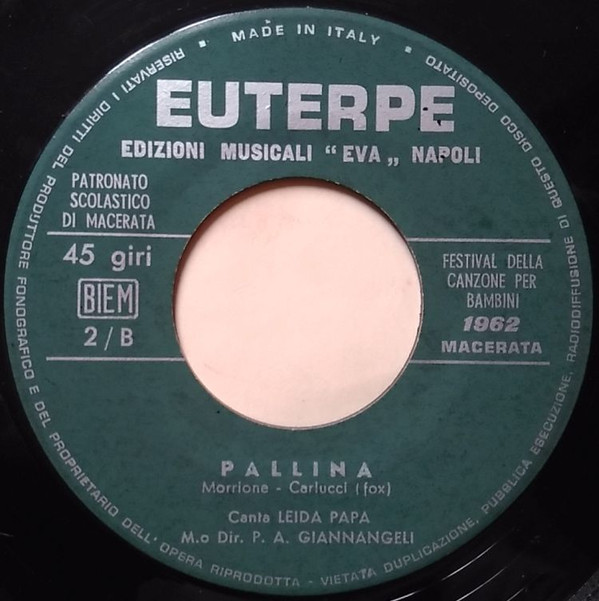 MADE IN ITALY
RISERVATI I DIRITTI DEL PRODUTTORE FONOGRAFICO E DEL PROPRIETARIO DELL'OPERA RIPRODOTTA - VIETATA DUPLICAZIONE, PUBBLICA ESECUZIONE, RADIODIFFUSIONE DI QUESTO DISCO DEPOSITATO
EUTERPE
EDIZIONI MUSICALI “EVA„ NAPOLI
PATRONATO
SCOLASTICO
DI MACERATA
45 giri
BIEM
2/B
FESTIVAL DELLA
CANZONE PER
BAMBINI
1962
MACERATA
PALLINA
Morrione - Carlucci (fox)
Canta LEIDA PAPA
M.o Dir. P. A. GIANNANGELI